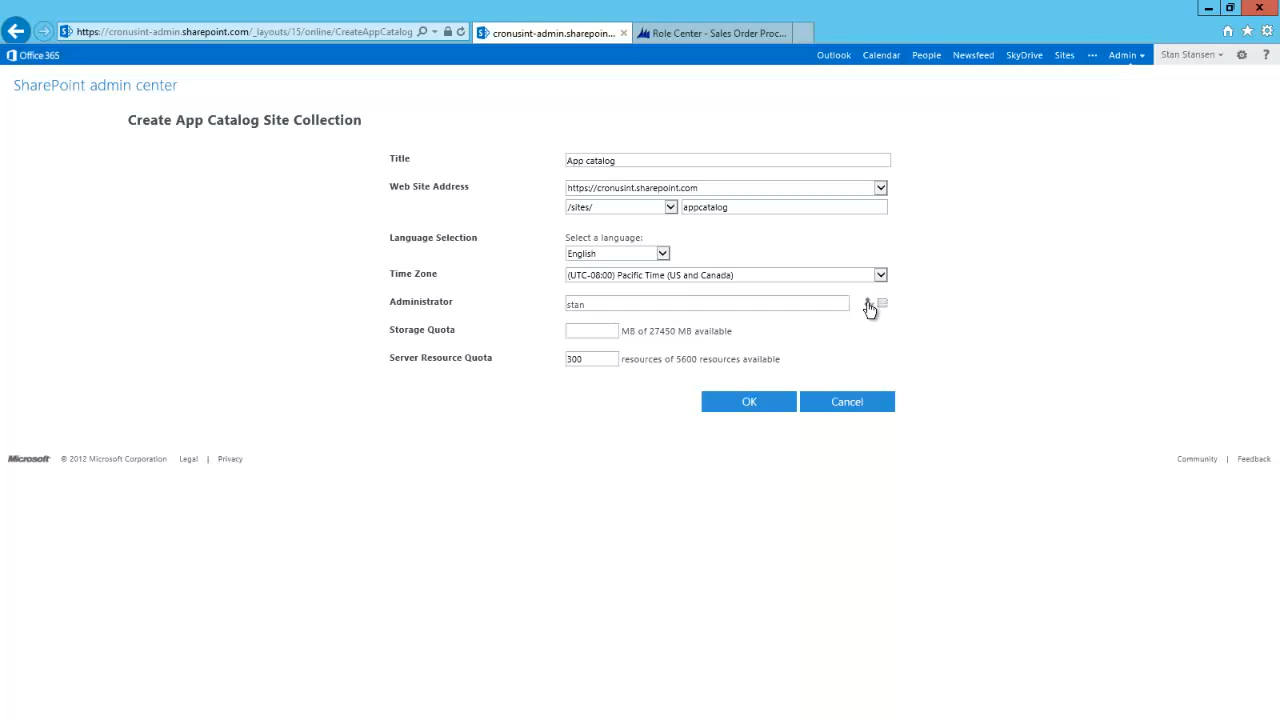 https://cronusint-admin.sharepoint.com/_layouts/15/online/CreateAppCatalog
cronusint-admin.sharepoin...
Role Center - Sales Order Proc...
Office 365
Outlook Calendar People Newsfeed SkyDrive Sites ··· Admin Stan Stansen ?
SharePoint admin center
Create App Catalog Site Collection
Title
App catalog
Web Site Address
https://cronusint.sharepoint.com
/sites/ appcatalog
Language Selection
Select a language:
English
Time Zone
(UTC-08:00) Pacific Time (US and Canada)
Administrator
stan
Storage Quota
MB of 27450 MB available
Server Resource Quota
300 resources of 5600 resources available
OK Cancel
Microsoft © 2012 Microsoft Corporation Legal | Privacy Community | Feedback